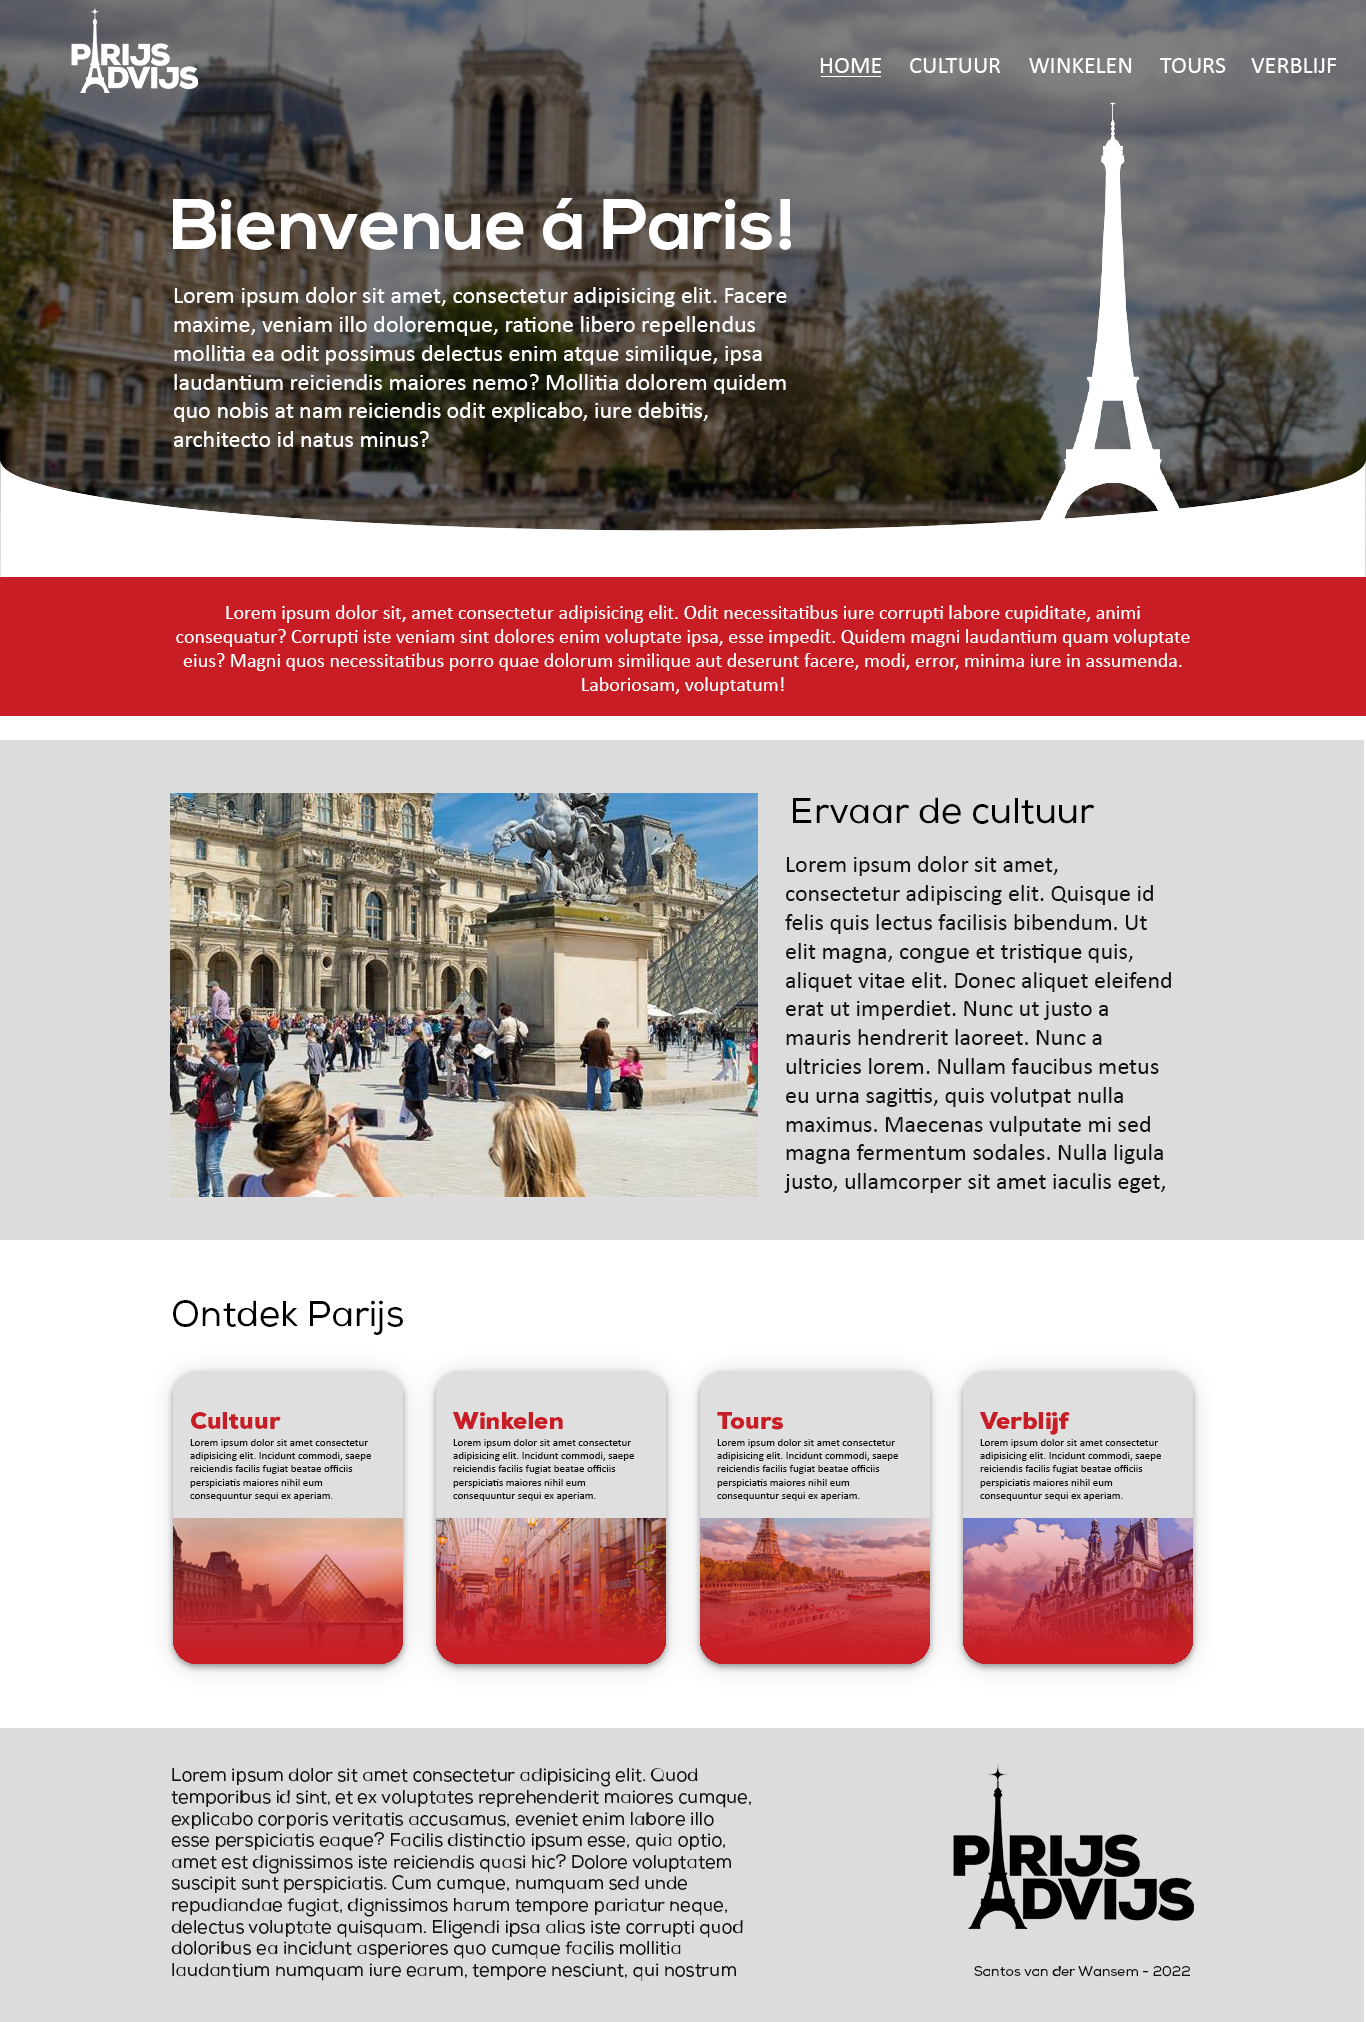 PARIJS
ADVIJS
HOME CULTUUR WINKELEN TOURS VERBLIJF
Bienvenue á Paris!
Lorem ipsum dolor sit amet, consectetur adipisicing elit. Facere
maxime, veniam illo doloremque, ratione libero repellendus
mollitia ea odit possimus delectus enim atque similique, ipsa
laudantium reiciendis maiores nemo? Mollitia dolorem quidem
quo nobis at nam reiciendis odit explicabo, iure debitis,
architecto id natus minus?
Lorem ipsum dolor sit, amet consectetur adipisicing elit. Odit necessitatibus iure corrupti labore cupiditate, animi
consequatur? Corrupti iste veniam sint dolores enim voluptate ipsa, esse impedit. Quidem magni laudantium quam voluptate
eius? Magni quos necessitatibus porro quae dolorum similique aut deserunt facere, modi, error, minima iure in assumenda.
Laboriosam, voluptatum!
Ervaar de cultuur
Lorem ipsum dolor sit amet,
consectetur adipiscing elit. Quisque id
felis quis lectus facilisis bibendum. Ut
elit magna, congue et tristique quis,
aliquet vitae elit. Donec aliquet eleifend
erat ut imperdiet. Nunc ut justo a
mauris hendrerit laoreet. Nunc a
ultricies lorem. Nullam faucibus metus
eu urna sagittis, quis volutpat nulla
maximus. Maecenas vulputate mi sed
magna fermentum sodales. Nulla ligula
justo, ullamcorper sit amet iaculis eget,
Ontdek Parijs
Cultuur
Lorem ipsum dolor sit amet consectetur
adipisicing elit. Incidunt commodi, saepe
reiciendis facilis fugiat beatae officiis
perspiciatis maiores nihil eum
consequuntur sequi ex aperiam.
Winkelen
Lorem ipsum dolor sit amet consectetur
adipisicing elit. Incidunt commodi, saepe
reiciendis facilis fugiat beatae officiis
perspiciatis maiores nihil eum
consequuntur sequi ex aperiam.
Tours
Lorem ipsum dolor sit amet consectetur
adipisicing elit. Incidunt commodi, saepe
reiciendis facilis fugiat beatae officiis
perspiciatis maiores nihil eum
consequuntur sequi ex aperiam.
Verblijf
Lorem ipsum dolor sit amet consectetur
adipisicing elit. Incidunt commodi, saepe
reiciendis facilis fugiat beatae officiis
perspiciatis maiores nihil eum
consequuntur sequi ex aperiam.
Lorem ipsum dolor sit amet consectetur adipisicing elit. Quod
temporibus id sint, et ex voluptates reprehenderit maiores cumque,
explicabo corporis veritatis accusamus, eveniet enim labore illo
esse perspiciatis eaque? Facilis distinctio ipsum esse, quia optio,
amet est dignissimos iste reiciendis quasi hic? Dolore voluptatem
suscipit sunt perspiciatis. Cum cumque, numquam sed unde
repudiandae fugiat, dignissimos harum tempore pariatur neque,
delectus voluptate quisquam. Eligendi ipsa alias iste corrupti quod
doloribus ea incidunt asperiores quo cumque facilis mollitia
laudantium numquam iure earum, tempore nesciunt, qui nostrum
PARIJS
ADVIJS
Santos van der Wansem - 2022